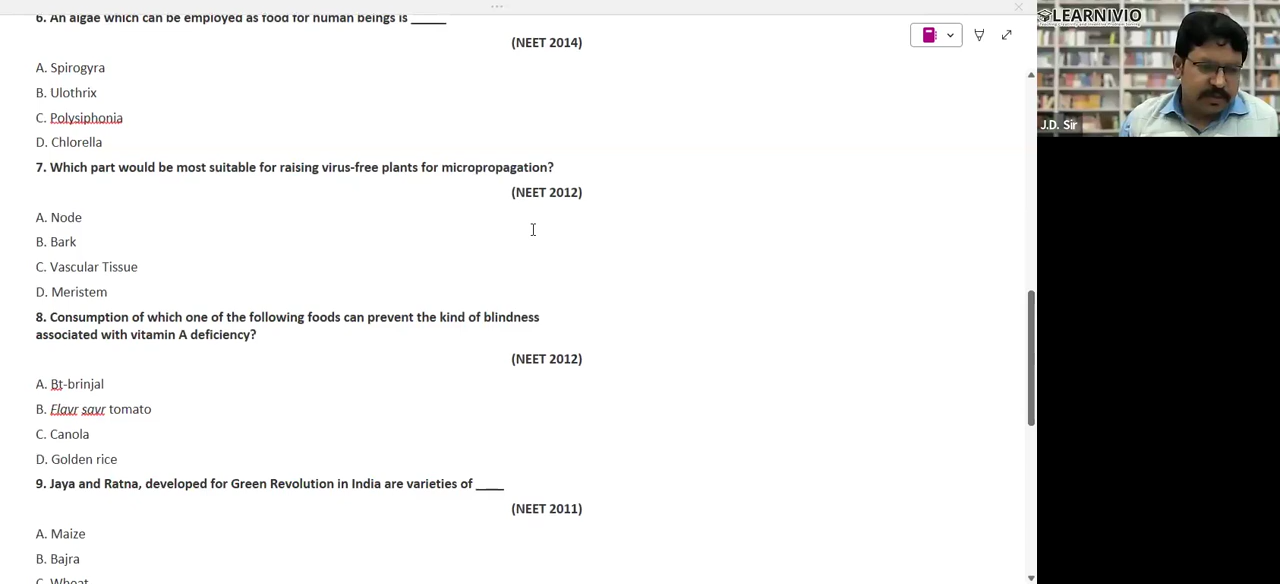 6. An algae which can be employed as food for human beings is _____
(NEET 2014)
A. Spirogyra
B. Ulothrix
C. Polysiphonia
D. Chlorella
7. Which part would be most suitable for raising virus-free plants for micropropagation?
(NEET 2012)
A. Node
B. Bark
C. Vascular Tissue
D. Meristem
8. Consumption of which one of the following foods can prevent the kind of blindness
associated with vitamin A deficiency?
(NEET 2012)
A. Bt-brinjal
B. Flavr savr tomato
C. Canola
D. Golden rice
9. Jaya and Ratna, developed for Green Revolution in India are varieties of ____
(NEET 2011)
A. Maize
B. Bajra
C. Wheat
LEARNIVIO
J.D. Sir